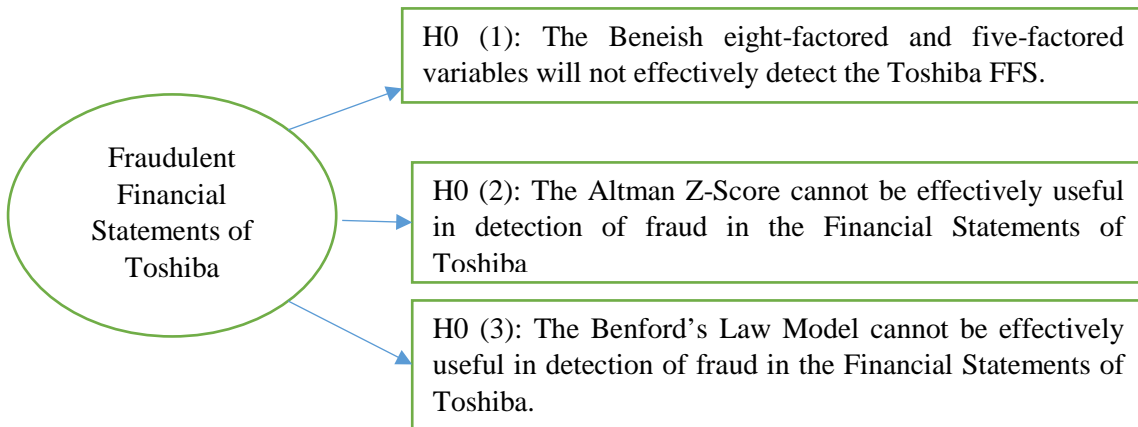 H0 (1): The Beneish eight-factored and five-factored
variables will not effectively detect the Toshiba FFS.
Fraudulent
Financial
Statements of
Toshiba
H0 (2): The Altman Z-Score cannot be effectively useful
in detection of fraud in the Financial Statements of
Toshiba
H0 (3): The Benford’s Law Model cannot be effectively
useful in detection of fraud in the Financial Statements of
Toshiba.